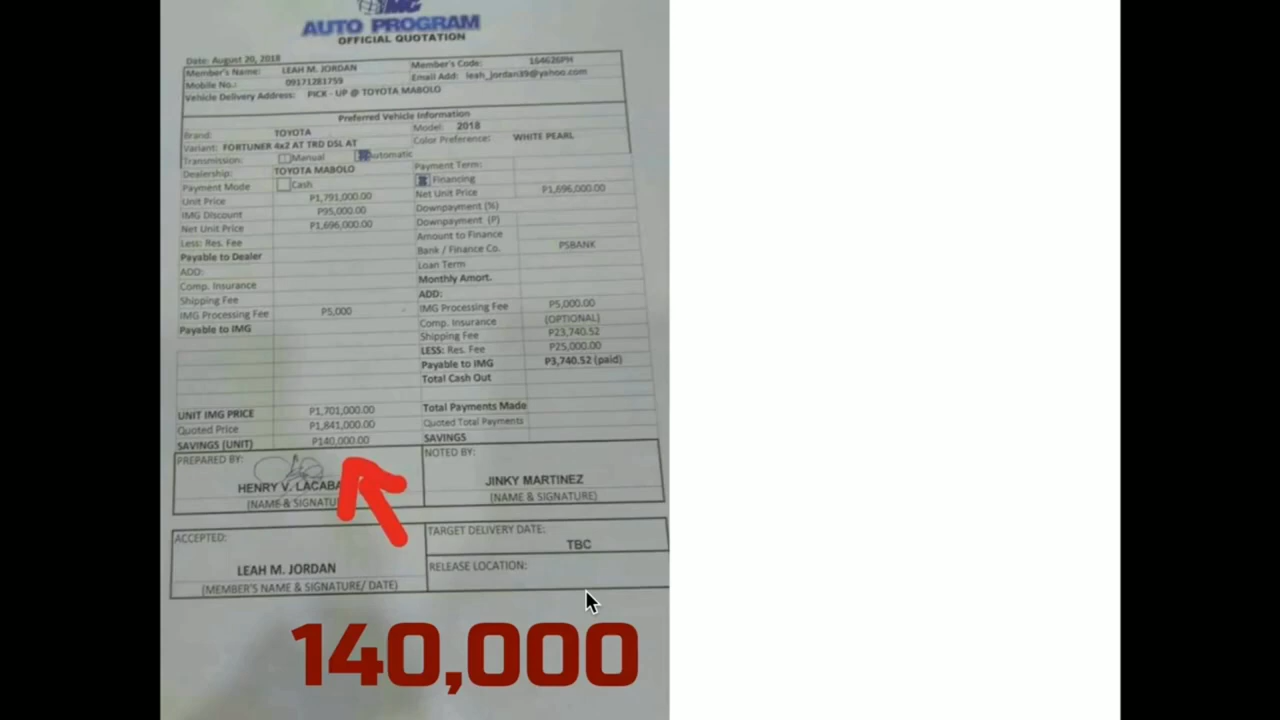 IMG
AUTO PROGRAM
OFFICIAL QUOTATION
Date: August 20, 2018
Member's Name: LEAH M. JORDAN Member's Code: 164626PH
Mobile No.: 09171281759 Email Add: leah_jordan39@yahoo.com
Vehicle Delivery Address: PICK - UP @ TOYOTA MABOLO
Preferred Vehicle Information
Brand: TOYOTA Model: 2018
Variant: FORTUNER 4x2 AT TRD DSL AT Color Preference: WHITE PEARL
Transmission: Manual Automatic
Dealership: TOYOTA MABOLO Payment Term:
Payment Mode Cash Financing
Unit Price P1,791,000.00 Net Unit Price P1,696,000.00
IMG Discount P95,000.00 Downpayment (%)
Net Unit Price P1,696,000.00 Downpayment (P)
Less: Res. Fee Amount to Finance
Payable to Dealer Bank / Finance Co. PSBANK
ADD: Loan Term
Comp. Insurance Monthly Amort.
Shipping Fee ADD:
IMG Processing Fee P5,000 IMG Processing Fee P5,000.00
Payable to IMG Comp. Insurance (OPTIONAL)
Shipping Fee P23,740.52
LESS: Res. Fee P25,000.00
Payable to IMG P3,740.52 (paid)
Total Cash Out
UNIT IMG PRICE P1,701,000.00 Total Payments Made
Quoted Price P1,841,000.00 Quoted Total Payments
SAVINGS (UNIT) P140,000.00 SAVINGS
PREPARED BY: NOTED BY:
HENRY V. LACABA JINKY MARTINEZ
(NAME & SIGNATU (NAME & SIGNATURE)
ACCEPTED: TARGET DELIVERY DATE:
TBC
LEAH M. JORDAN RELEASE LOCATION:
(MEMBER'S NAME & SIGNATURE/ DATE)
140,000